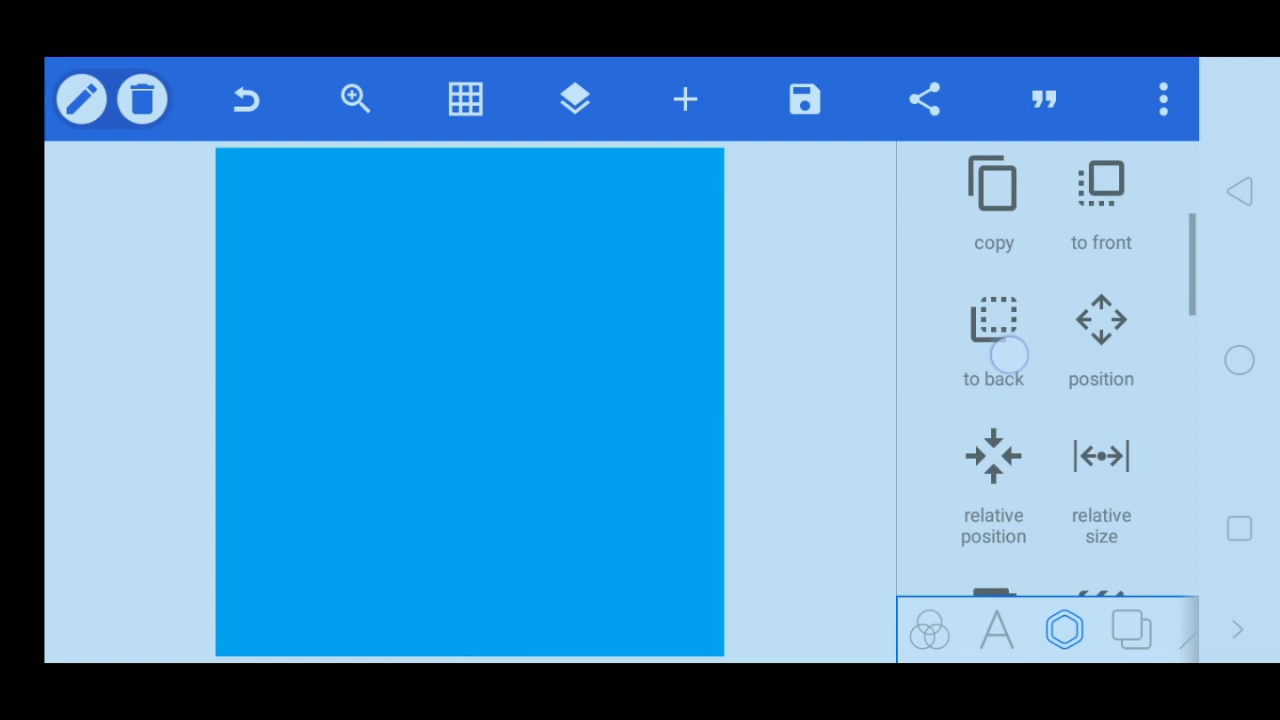 copy
to front
to back
position
relative
position
relative
size